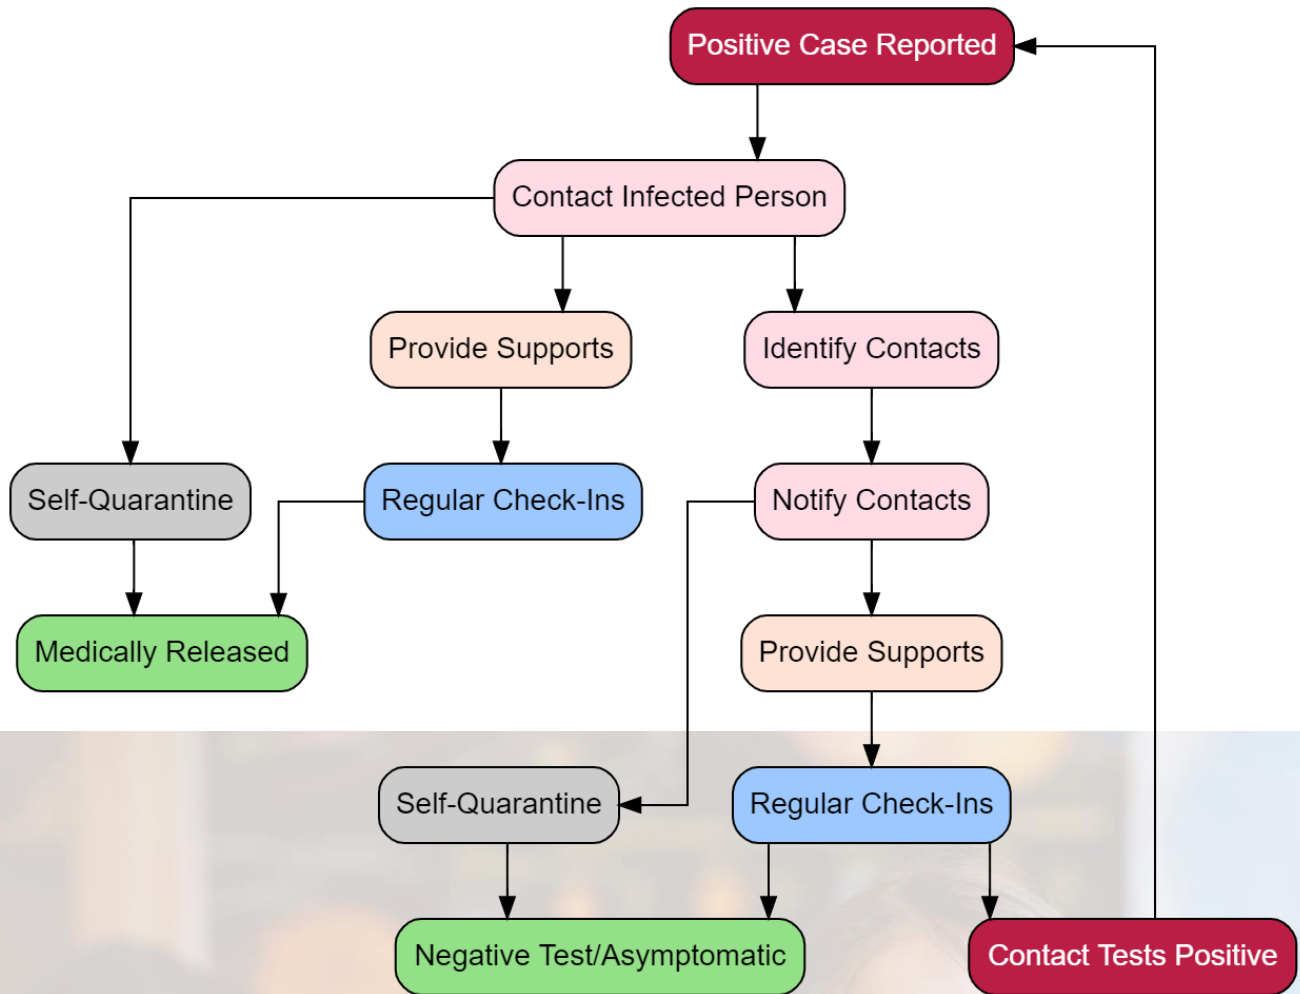 Positive Case Reported
Contact Infected Person
Provide Supports
Identify Contacts
Self-Quarantine
Regular Check-Ins
Notify Contacts
Medically Released
Provide Supports
Self-Quarantine
Regular Check-Ins
Negative Test/Asymptomatic
Contact Tests Positive